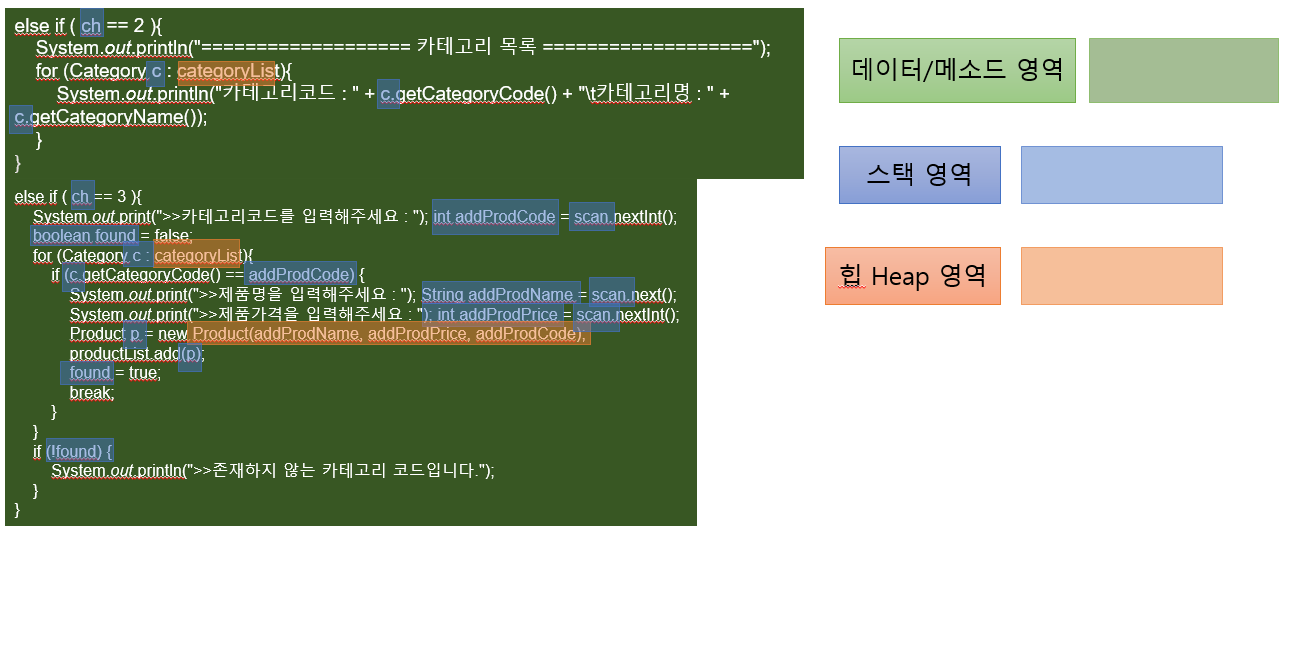 else if ( ch == 2 ){
System.out.println("=================== 카테고리 목록 ===================");
for (Category c : categoryList){
System.out.println("카테고리코드 : " + c.getCategoryCode() + "\t카테고리명 : " +
c.getCategoryName());
}
}
else if ( ch == 3 ){
System.out.print(">>카테고리코드를 입력해주세요 : "); int addProdCode = scan.nextInt();
boolean found = false;
for (Category c : categoryList){
if (c.getCategoryCode() == addProdCode) {
System.out.print(">>제품명을 입력해주세요 : "); String addProdName = scan.next();
System.out.print(">>제품가격을 입력해주세요 : "); int addProdPrice = scan.nextInt();
Product p = new Product(addProdName, addProdPrice, addProdCode);
productList.add(p);
found = true;
break;
}
}
if (!found) {
System.out.println(">>존재하지 않는 카테고리 코드입니다.");
}
}
데이터/메소드 영역
스택 영역
힙 Heap 영역